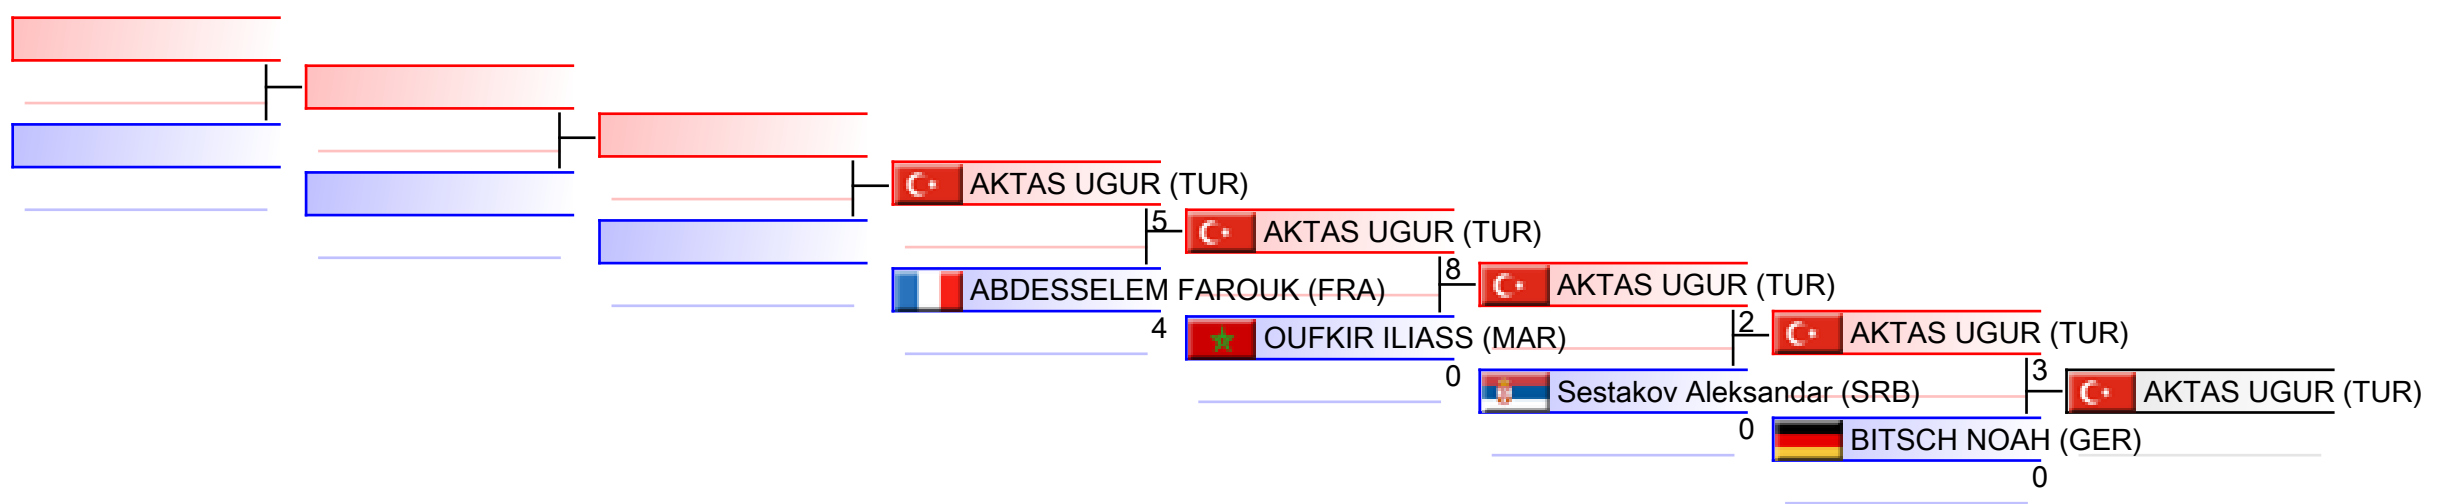 AKTAS UGUR (TUR)
5
AKTAS UGUR (TUR)
8
ABDESSELEM FAROUK (FRA)
4
AKTAS UGUR (TUR)
OUFKIR ILIASS (MAR)
0
2
AKTAS UGUR (TUR)
Sestakov Aleksandar (SRB)
0
3
AKTAS UGUR (TUR)
BITSCH NOAH (GER)
0